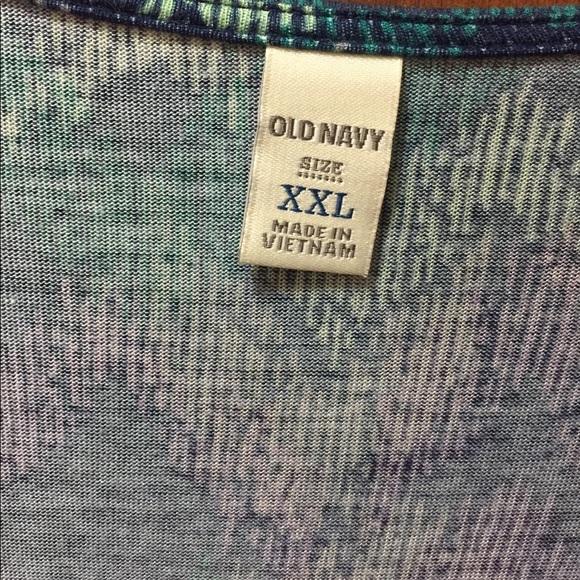 OLD NAVY
SIZE
XXL
MADE IN
VIETNAM